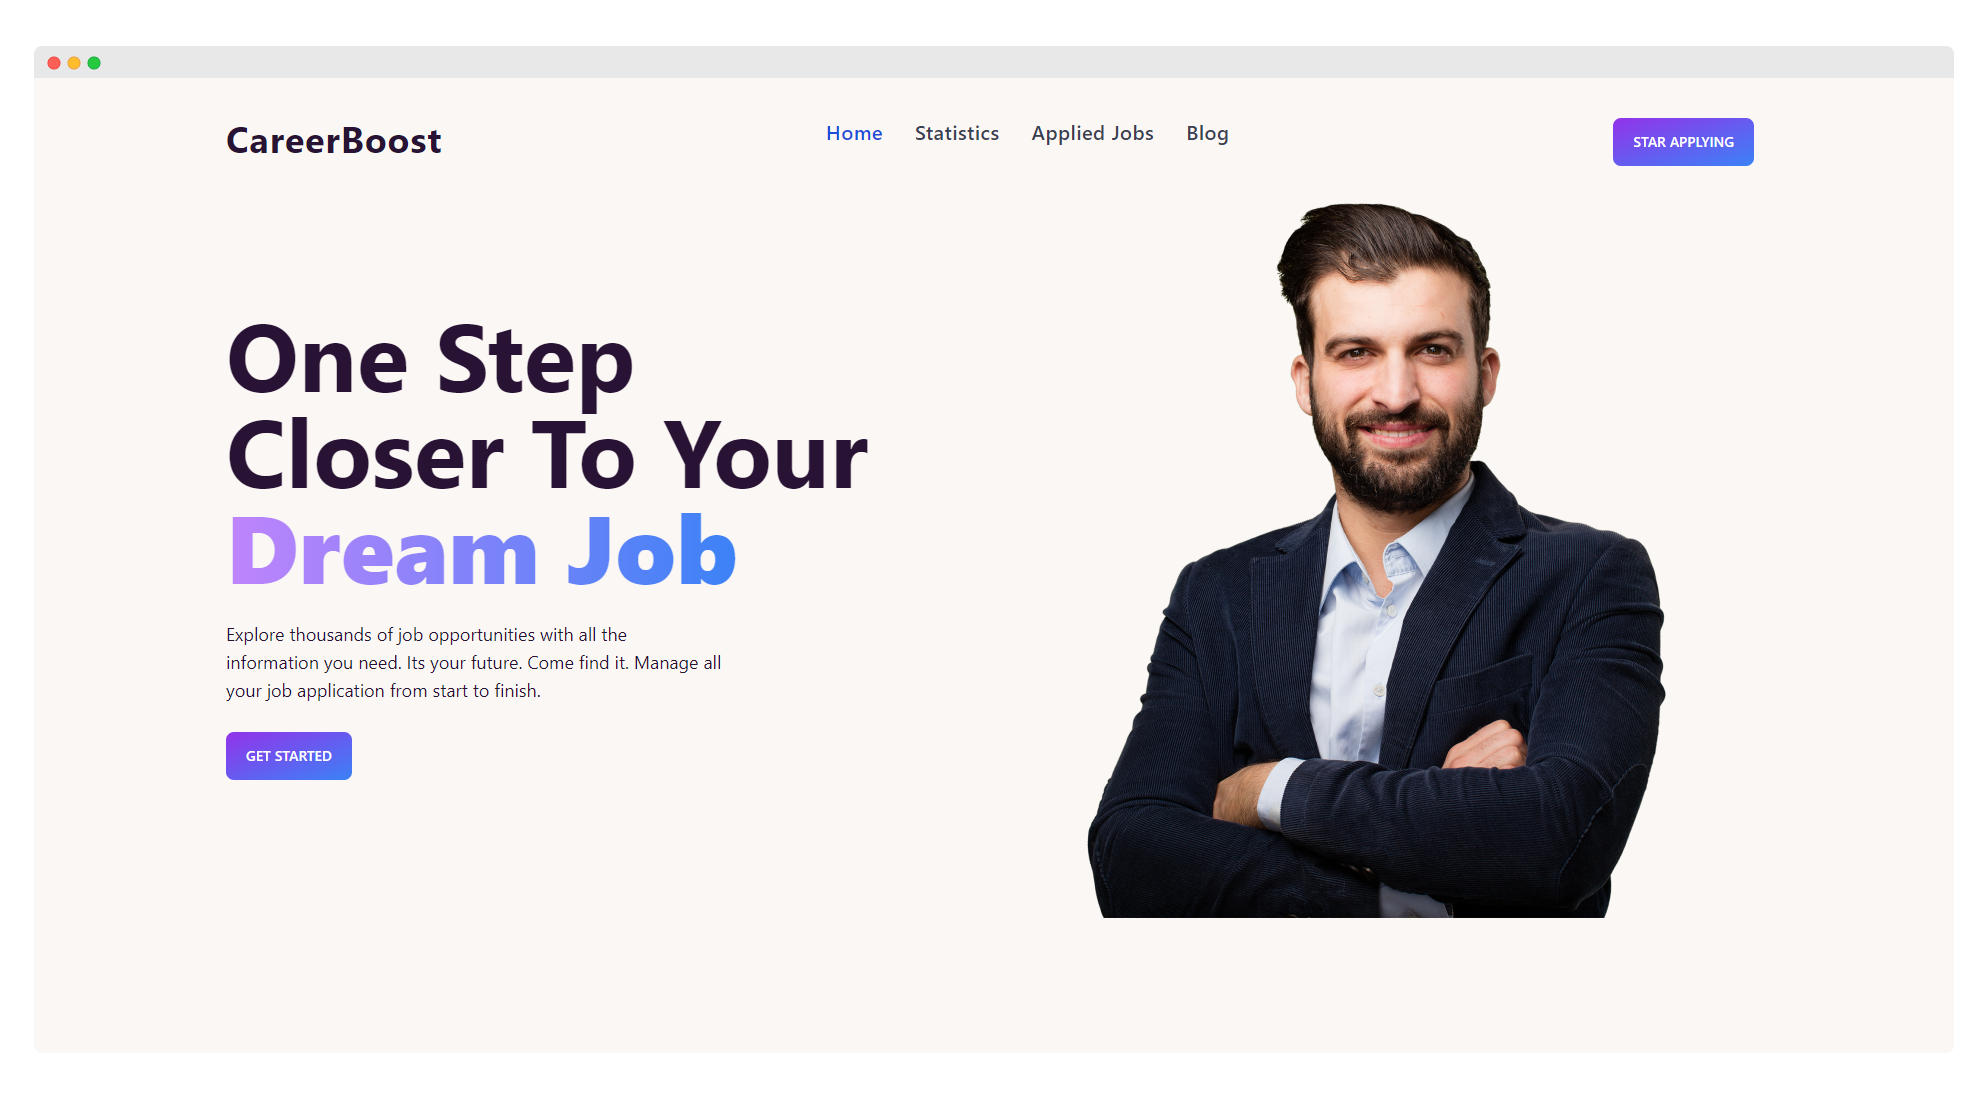 CareerBoost
Home Statistics Applied Jobs Blog
STAR APPLYING
One Step
Closer To Your
Dream Job
Explore thousands of job opportunities with all the
information you need. Its your future. Come find it. Manage all
your job application from start to finish.
GET STARTED